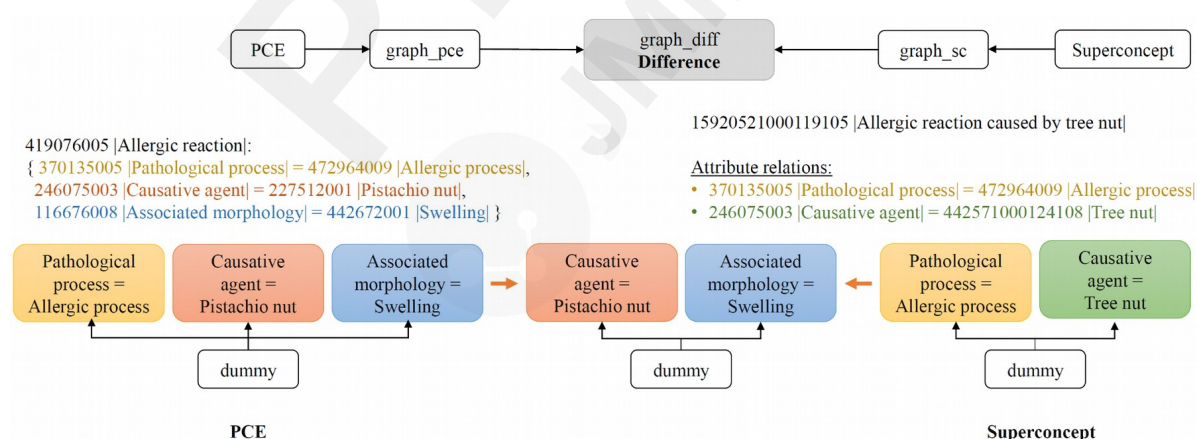 PCE
graph_pce
graph_diff
Difference
graph_sc
Superconcept
419076005 |Allergic reaction|:
{ 370135005 |Pathological process| = 472964009 |Allergic process|,
246075003 |Causative agent| = 227512001 |Pistachio nut|,
116676008 |Associated morphology| = 442672001 |Swelling| }
15920521000119105 |Allergic reaction caused by tree nut|
Attribute relations:
• 370135005 |Pathological process| = 472964009 |Allergic process|
• 246075003 |Causative agent| = 442571000124108 |Tree nut|
Pathological
process =
Allergic process
Causative
agent =
Pistachio nut
Associated
morphology =
Swelling
dummy
PCE
Causative
agent =
Pistachio nut
Associated
morphology =
Swelling
dummy
Pathological
process =
Allergic process
Causative
agent =
Tree nut
dummy
Superconcept